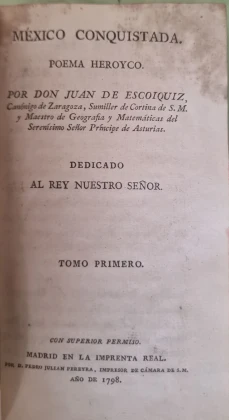 MÉXICO CONQUISTADA.
POEMA HEROYCO.
POR DON JUAN DE ESCOIQUIZ,
Canónigo de Zaragoza, Sumiller de Cortina de S. M.
y Maestro de Geografía y Matemáticas del
Serenísimo Señor Príncipe de Asturias.
DEDICADO
AL REY NUESTRO SEÑOR.
TOMO PRIMERO.
CON SUPERIOR PERMISO.
MADRID EN LA IMPRENTA REAL.
POR D. PEDRO JULIAN PEREYRA, IMPRESOR DE CÁMARA DE S.M.
AÑO DE 1798.